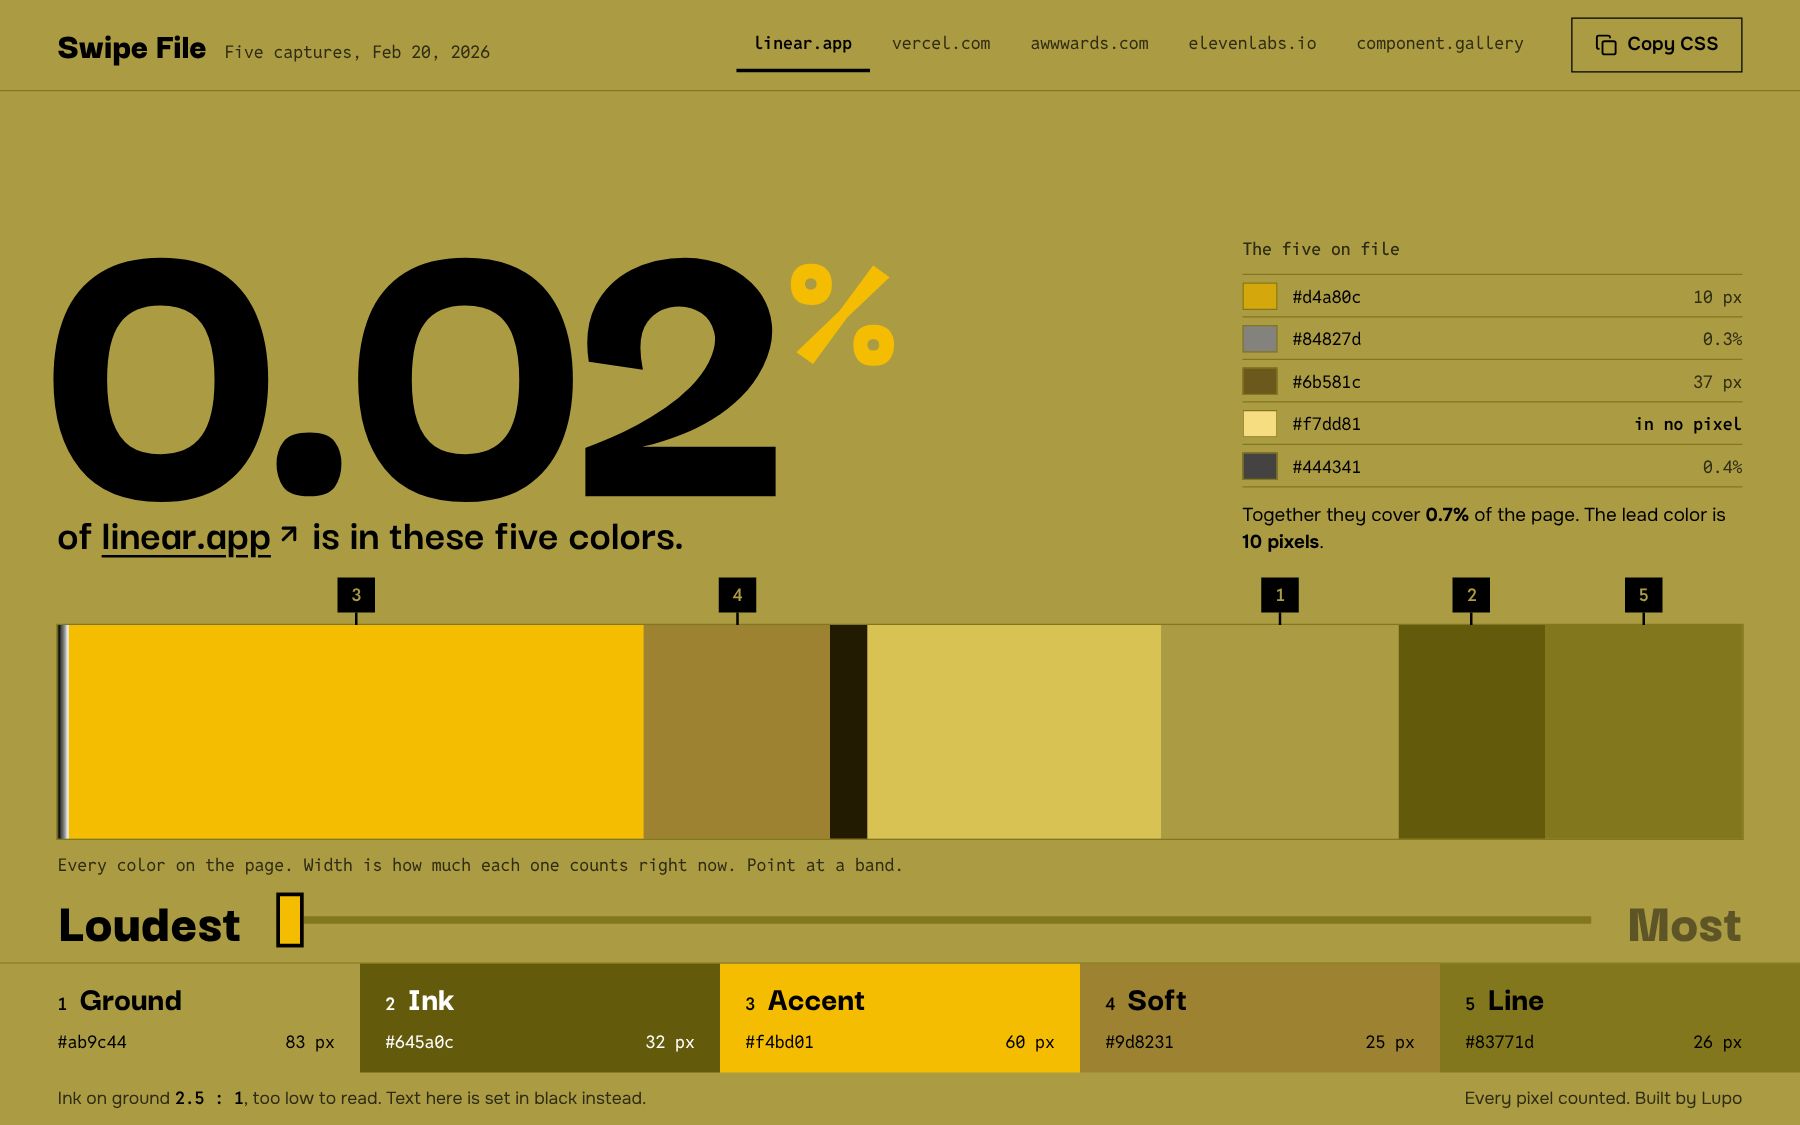 Swipe File Five captures, Feb 20, 2026
linear.app vercel.com awwwards.com elevenlabs.io component.gallery Copy CSS
0.02%
of linear.app ↗ is in these five colors.
The five on file
#d4a80c 10 px
#84827d 0.3%
#6b581c 37 px
#f7dd81 in no pixel
#444341 0.4%
Together they cover 0.7% of the page. The lead color is
10 pixels.
3 4 1 2 5
Every color on the page. Width is how much each one counts right now. Point at a band.
Loudest Most
1 Ground 2 Ink 3 Accent 4 Soft 5 Line
#ab9c44 83 px #645a0c 32 px #f4bd01 60 px #9d8231 25 px #83771d 26 px
Ink on ground 2.5 : 1, too low to read. Text here is set in black instead. Every pixel counted. Built by Lupo